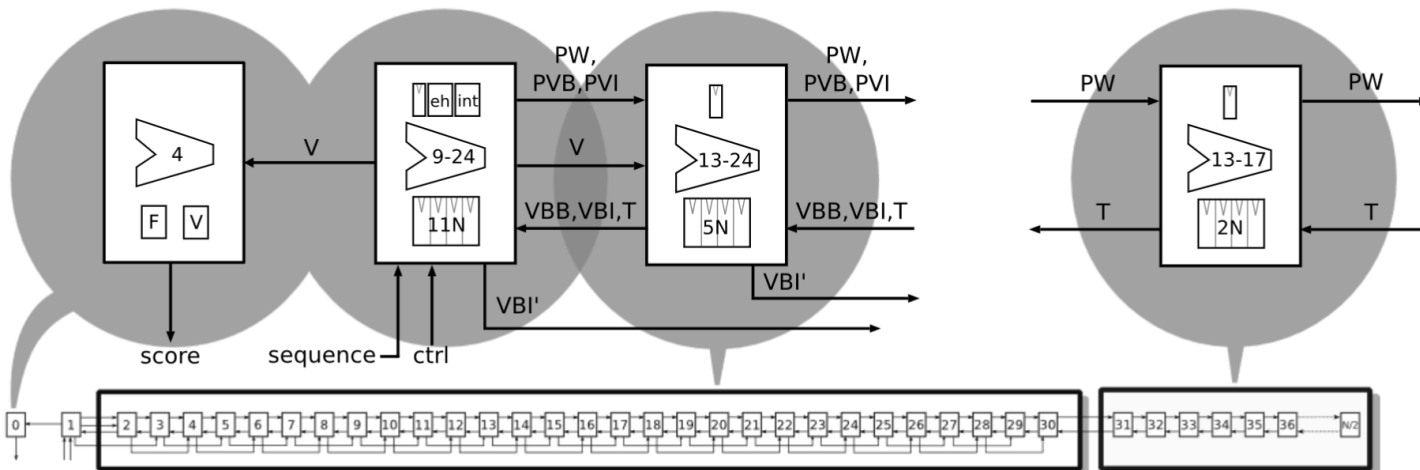 4
F V
score
V
eh int
9-24
11N
sequence
ctrl
VBI'
PW,
PVB,PVI
V
VBB,VBI,T
13-24
5N
PW,
PVB,PVI
VBB,VBI,T
VBI'
PW
T
13-17
2N
PW
T
0 1 2 3 4 5 6 7 8 9 10 11 12 13 14 15 16 17 18 19 20 21 22 23 24 25 26 27 28 29 30 31 32 33 34 35 36 N/2